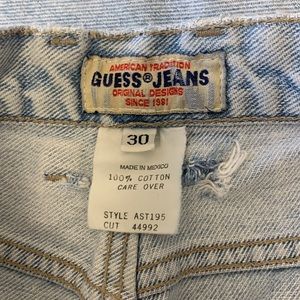 AMERICAN TRADITION
GUESS® JEANS
ORIGINAL DESIGNS
SINCE 1981
30
MADE IN MEXICO
100% COTTON
CARE OVER
STYLE AST195
CUT 44992